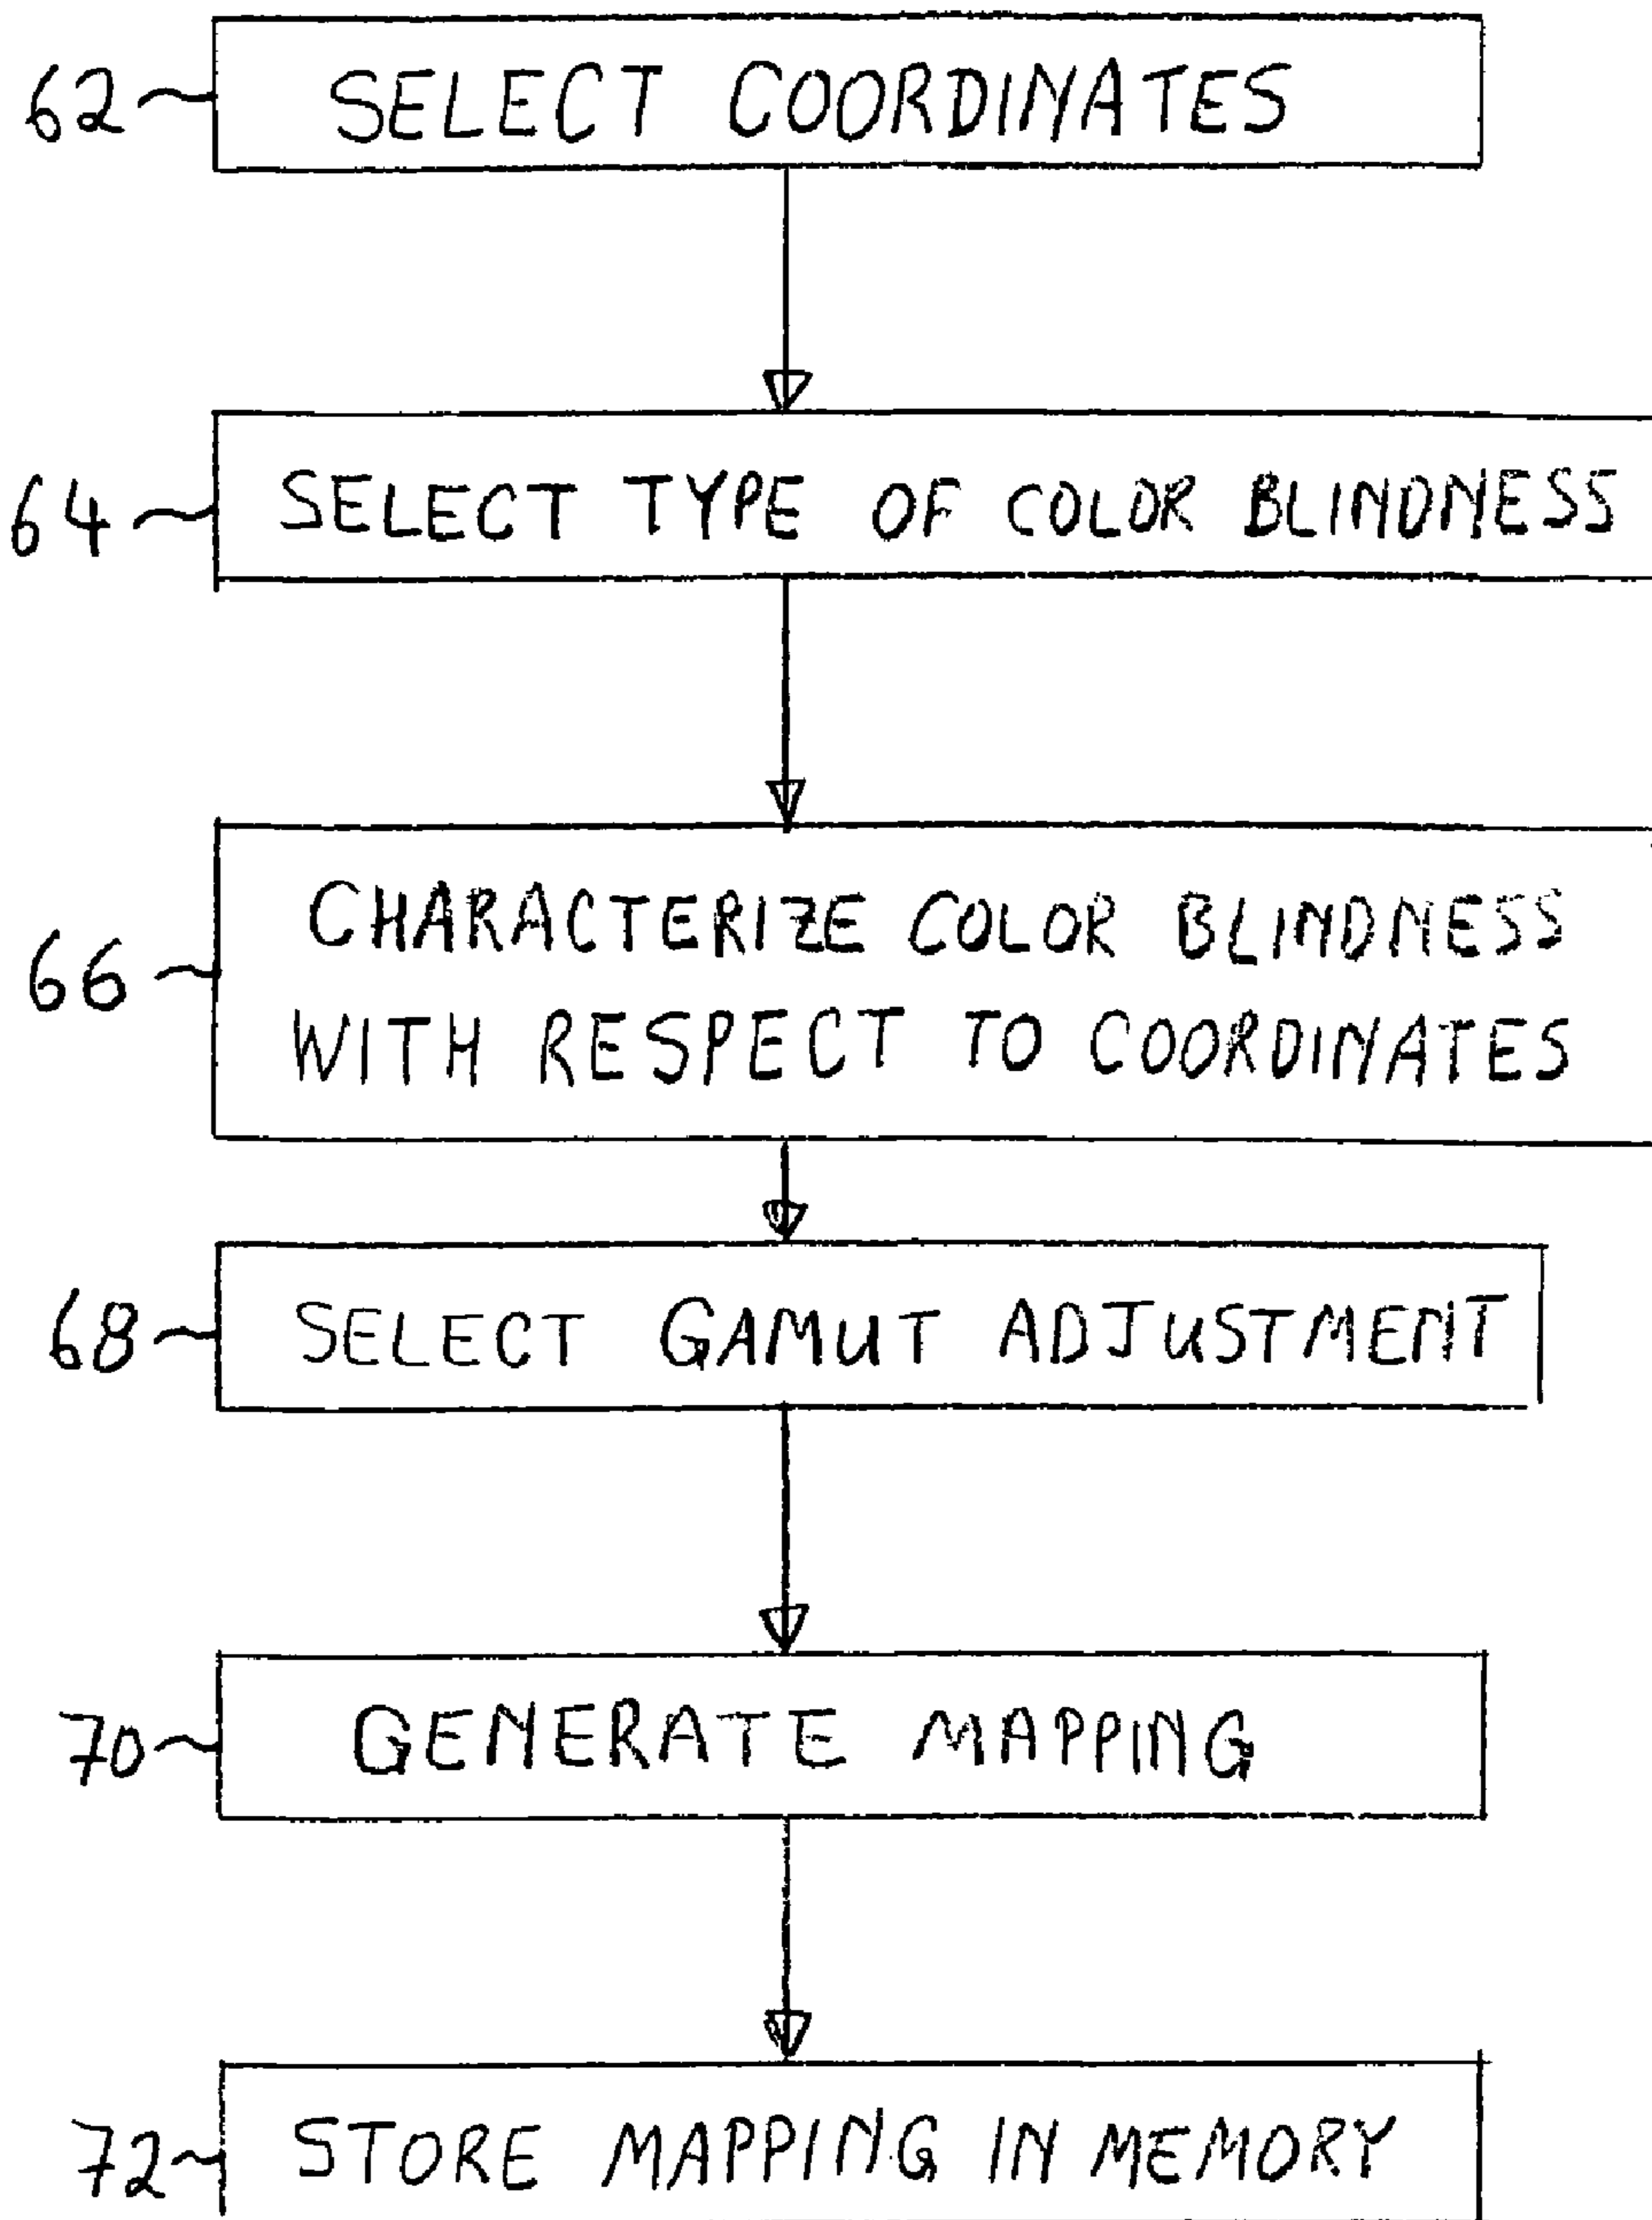 62 SELECT COORDINATES
64 SELECT TYPE OF COLOR BLINDNESS
CHARACTERIZE COLOR BLINDNESS
66
WITH RESPECT TO COORDINATES
68 SELECT GAMUT ADJUSTMENT
70 GENERATE MAPPING
72 STORE MAPPING IN MEMORY